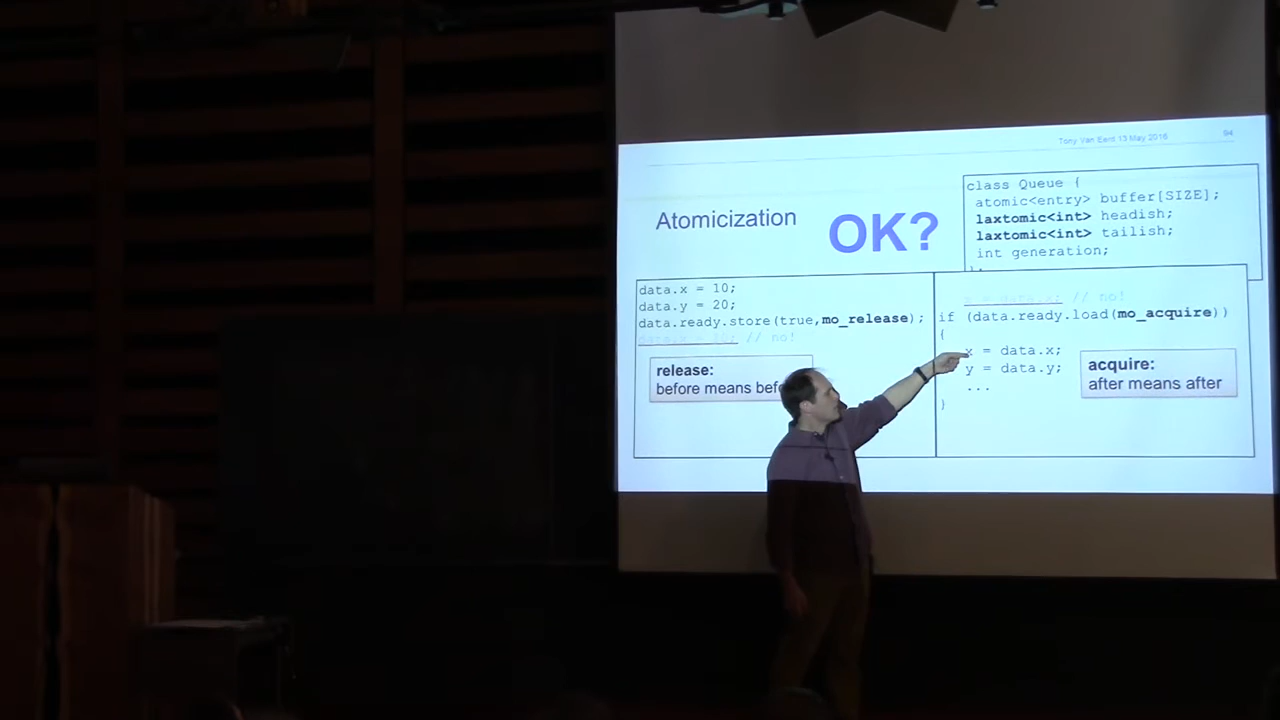 Tony Van Eerd 13 May 2016 94
Atomicization
OK?
class Queue {
atomic<entry> buffer[SIZE];
laxtomic<int> headish;
laxtomic<int> tailish;
int generation;
data.x = 10;
data.y = 20;
data.ready.store(true,mo_release);
// no!
release:
before means bef
x = data.x; // no!
if (data.ready.load(mo_acquire))
{
x = data.x;
y = data.y;
...
}
acquire:
after means after